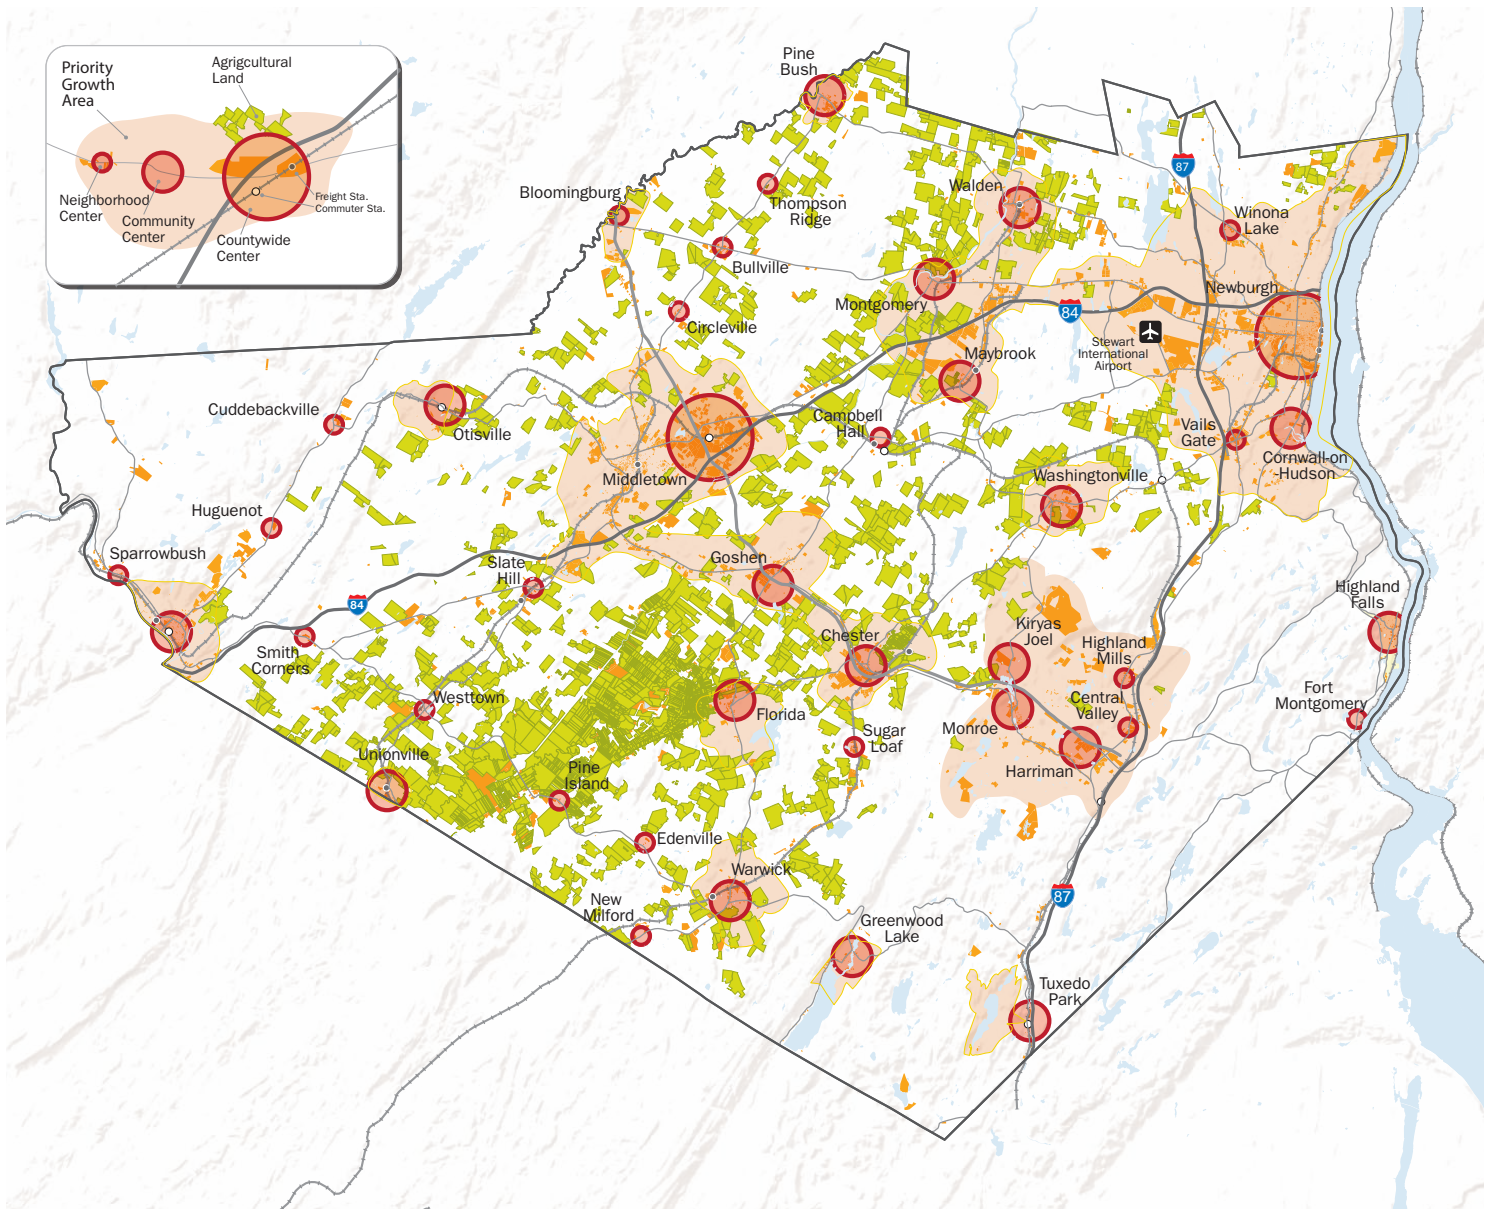 Priority
Growth
Area
Agrigcultural
Land
Neighborhood
Center
Community
Center
Countywide
Center
Freight Sta.
Commuter Sta.
Pine
Bush
Bloomingburg
Thompson
Ridge
Walden
87
Winona
Lake
Bullville
Montgomery
Newburgh
84
Circleville
Maybrook
Stewart
International
Airport
Cuddebackville
Otisville
Campbell
Hall
Vails
Gate
Cornwall-on
-Hudson
Middletown
Washingtonville
Huguenot
Sparrowbush
Slate
Hill
Goshen
84
Highland
Falls
Kiryas
Joel
Chester
Highland
Mills
Smith
Corners
Westtown
Florida
Central
Valley
Fort
Montgomery
Monroe
Sugar
Loaf
Unionville
Pine
Island
Harriman
Edenville
Warwick
87
New
Milford
Greenwood
Lake
Tuxedo
Park